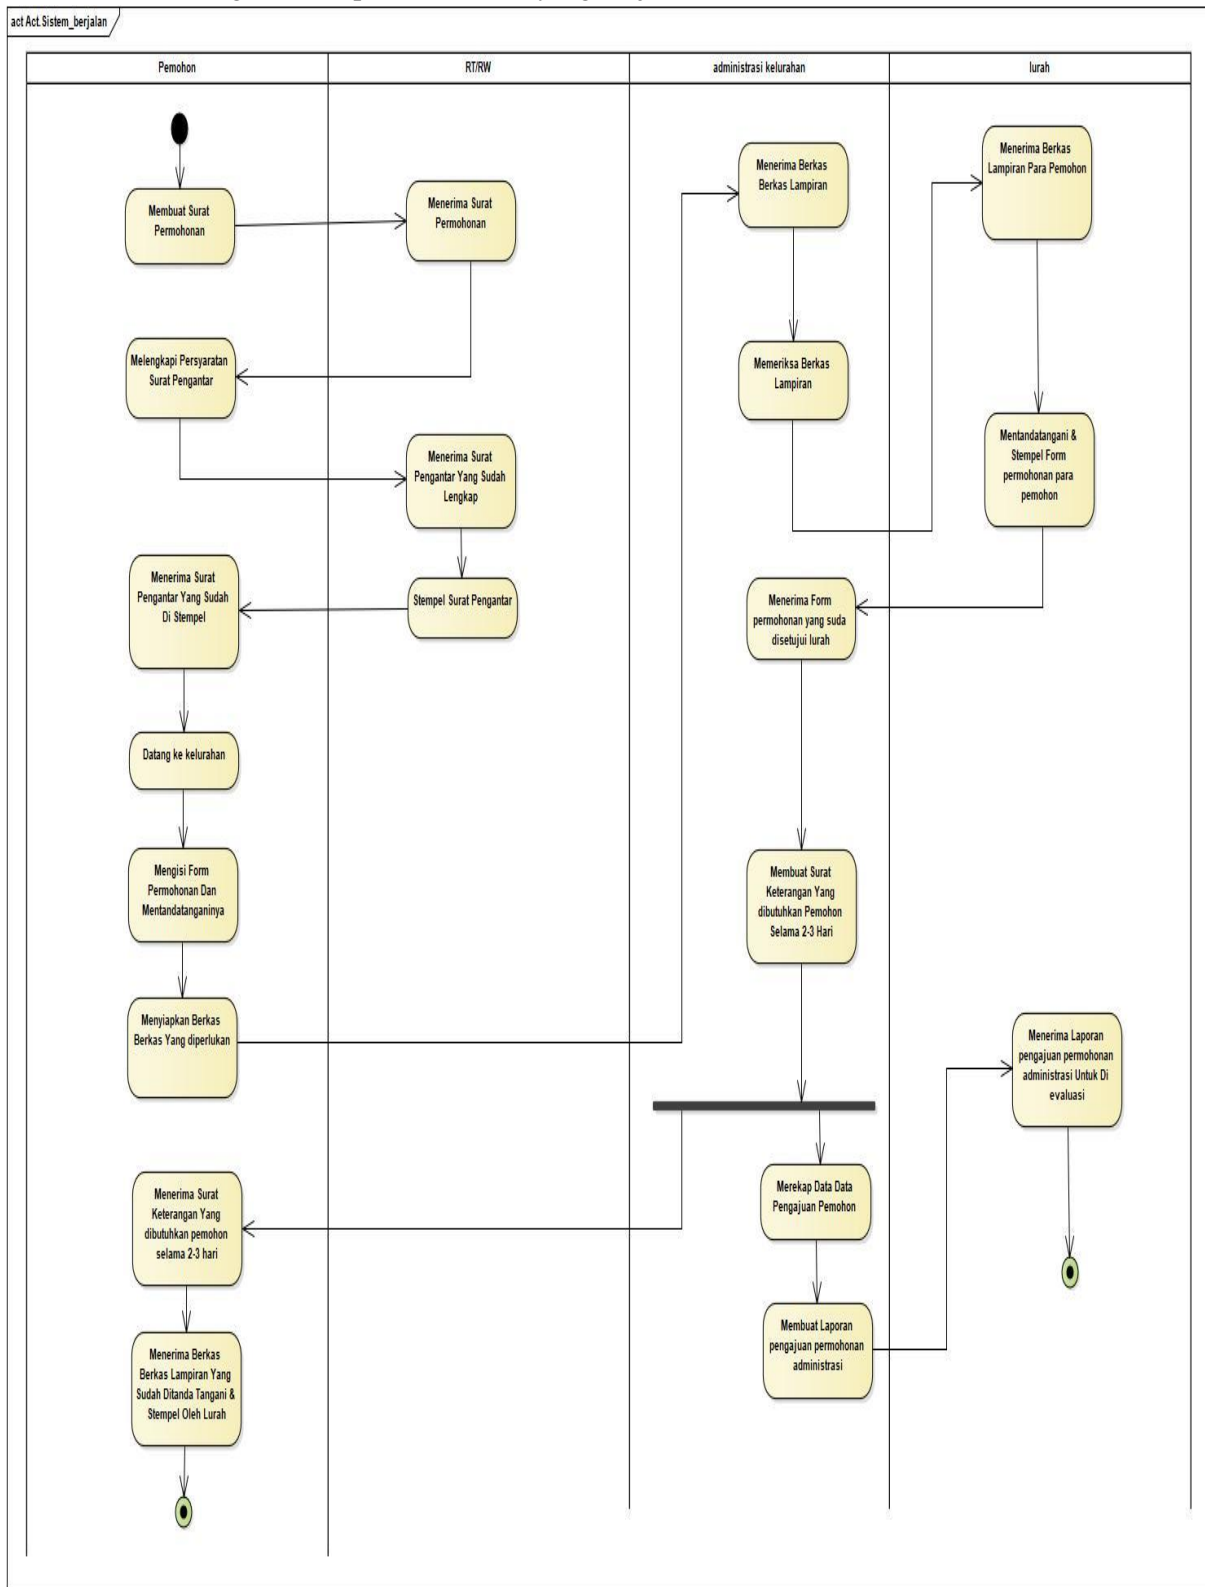 act Act.Sistem_berjalan
Pemohon
RT/RW
administrasi kelurahan
lurah
Membuat Surat
Permohonan
Menerima Surat
Permohonan
Melengkapi Persyaratan
Surat Pengantar
Menerima Surat
Pengantar Yang Sudah
Lengkap
Stempel Surat Pengantar
Menerima Surat
Pengantar Yang Sudah
Di Stempel
Datang ke kelurahan
Mengisi Form
Permohonan Dan
Mentandatanganinya
Menyiapkan Berkas
Berkas Yang diperlukan
Menerima Berkas
Berkas Lampiran
Memeriksa Berkas
Lampiran
Menerima Berkas
Lampiran Para Pemohon
Mentandatangani &
Stempel Form
permohonan para
pemohon
Menerima Form
permohonan yang suda
disetujui lurah
Membuat Surat
Keterangan Yang
dibutuhkan Pemohon
Selama 2-3 Hari
Menerima Surat
Keterangan Yang
dibutuhkan pemohon
selama 2-3 hari
Menerima Berkas
Berkas Lampiran Yang
Sudah Ditanda Tangani &
Stempel Oleh Lurah
Merekap Data Data
Pengajuan Pemohon
Membuat Laporan
pengajuan permohonan
administrasi
Menerima Laporan
pengajuan permohonan
administrasi Untuk Di
evaluasi